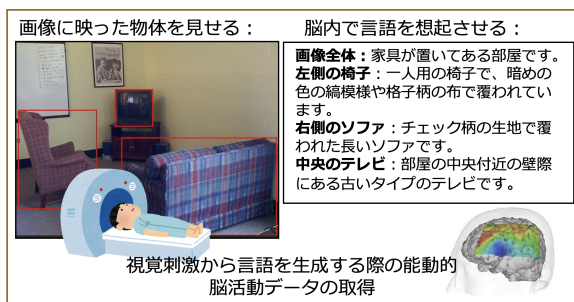 画像に映った物体を見せる：
脳内で言語を想起させる：
画像全体：家具が置いてある部屋です。
左側の椅子：一人用の椅子で、暗めの
色の縞模様や格子柄の布で覆われてい
ます。
右側のソファ：チェック柄の生地で覆
われた長いソファです。
中央のテレビ：部屋の中央付近の壁際
にある古いタイプのテレビです。
視覚刺激から言語を生成する際の能動的
脳活動データの取得